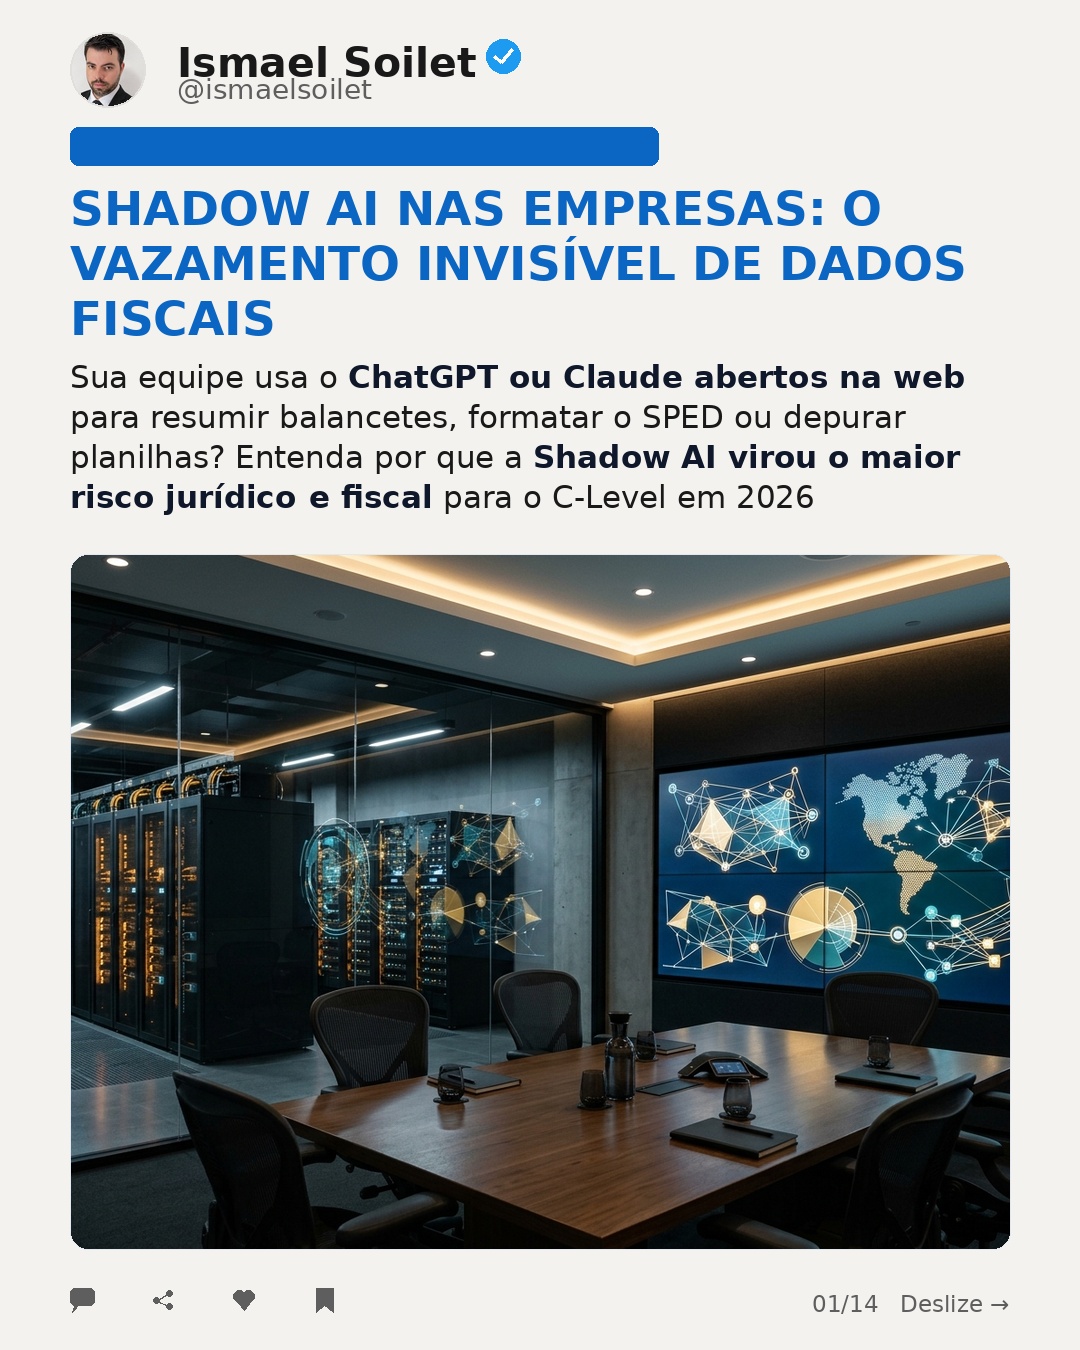 Ismael Soilet
@ismaelsoilet
SHADOW AI NAS EMPRESAS: O
VAZAMENTO INVISÍVEL DE DADOS
FISCAIS
Sua equipe usa o ChatGPT ou Claude abertos na web
para resumir balancetes, formatar o SPED ou depurar
planilhas? Entenda por que a Shadow AI virou o maior
risco jurídico e fiscal para o C-Level em 2026
01/14 Deslize →